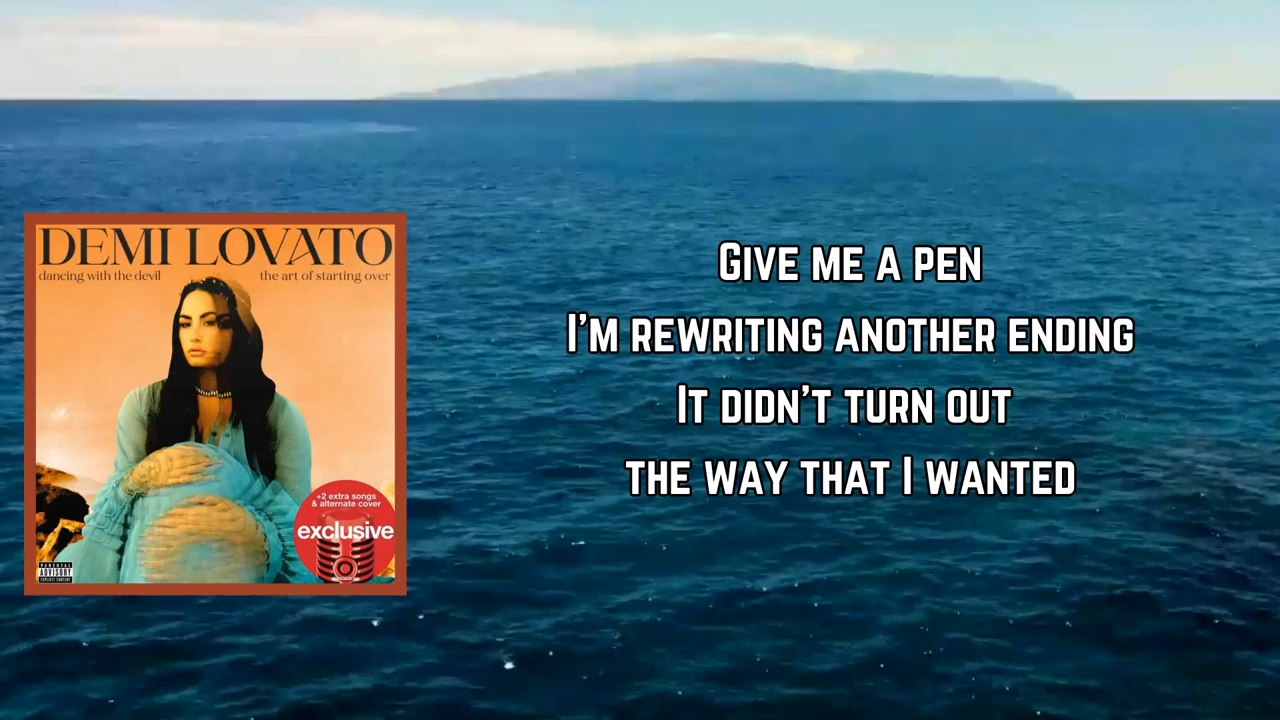 DEMI LOVATO
dancing with the devil the art of starting over
+2 extra songs
& alternate cover
exclusive
PARENTAL
ADVISORY
EXPLICIT CONTENT
GIVE ME A PEN
I'M REWRITING ANOTHER ENDING
IT DIDN'T TURN OUT
THE WAY THAT I WANTED